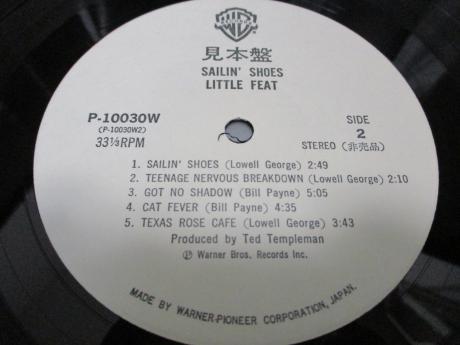 見本盤
SAILIN' SHOES
LITTLE FEAT
P-10030W
(P-10030W2)
33⅓RPM
SIDE
2
STEREO (非売品)
1. SAILIN' SHOES (Lowell George) 2:49
2. TEENAGE NERVOUS BREAKDOWN (Lowell George) 2:10
3. GOT NO SHADOW (Bill Payne) 5:05
4. CAT FEVER (Bill Payne) 4:35
5. TEXAS ROSE CAFE (Lowell George) 3:43
Produced by Ted Templeman
Ⓟ Warner Bros. Records Inc.
MADE BY WARNER-PIONEER CORPORATION, JAPAN.